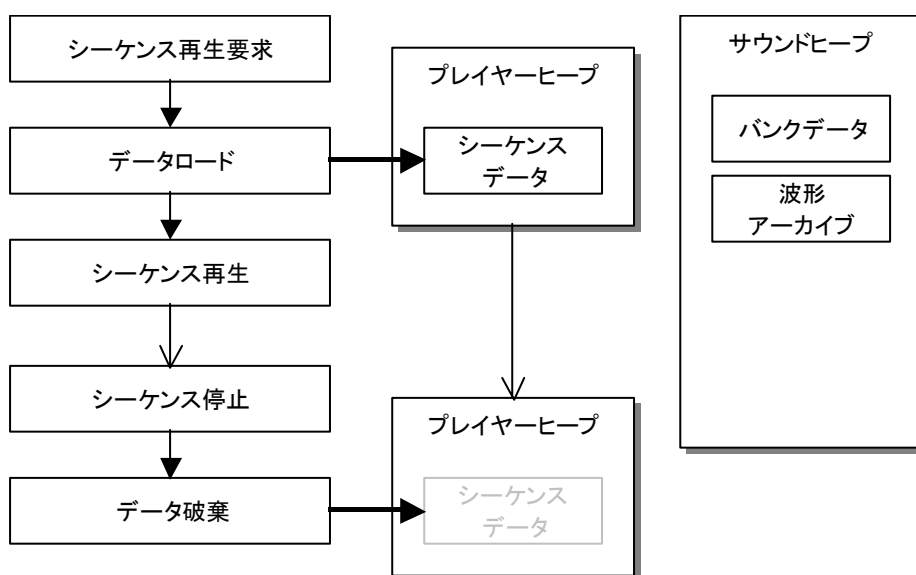 シーケンス再生要求
データロード
シーケンス再生
シーケンス停止
データ破棄
プレイヤーヒープ
シーケンス
データ
プレイヤーヒープ
シーケンス
データ
サウンドヒープ
バンクデータ
波形
アーカイブ